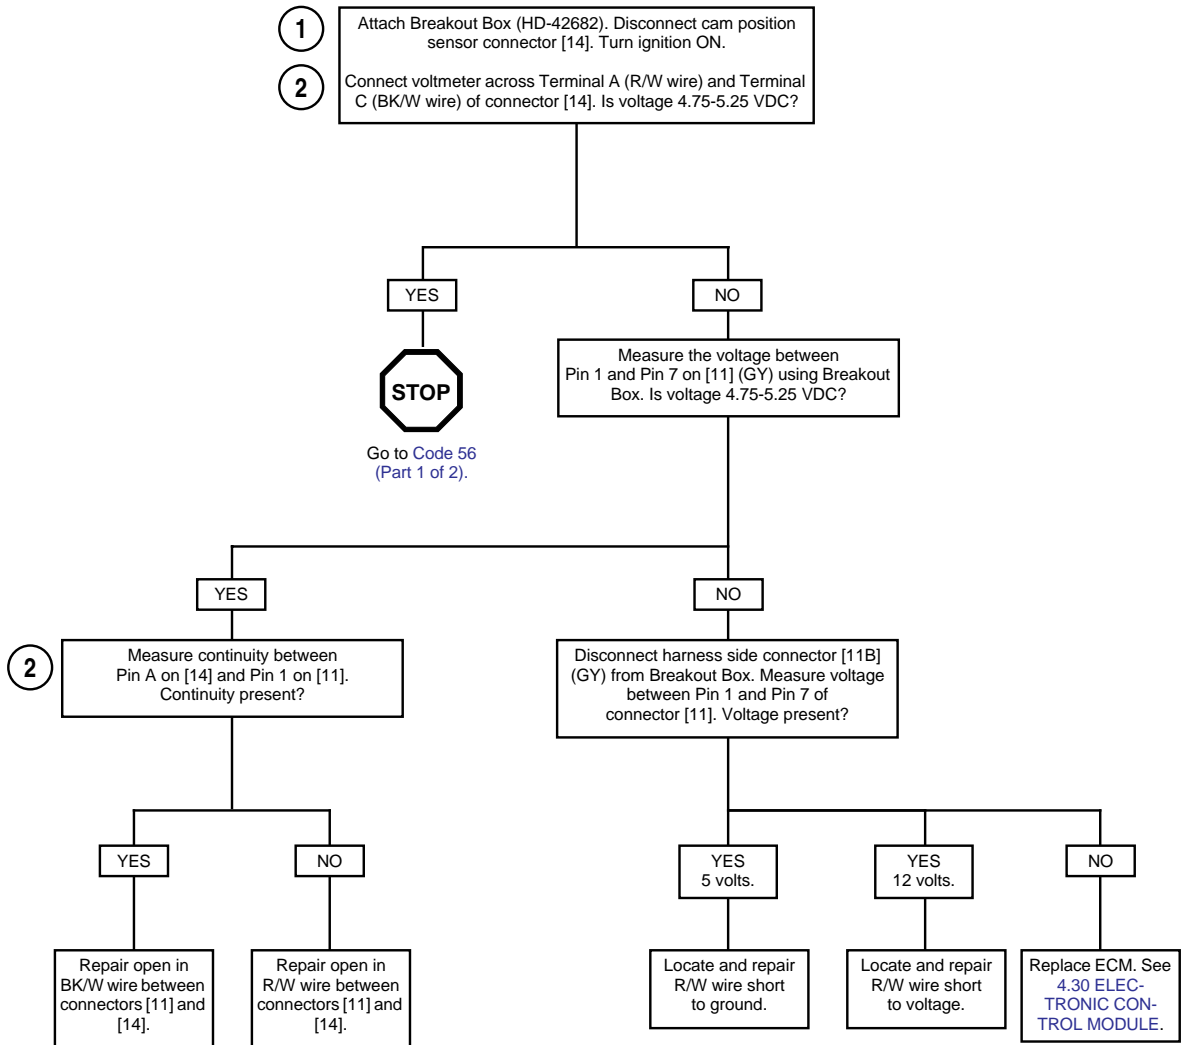 1
Attach Breakout Box (HD-42682). Disconnect cam position
sensor connector [14]. Turn ignition ON.
2
Connect voltmeter across Terminal A (R/W wire) and Terminal
C (BK/W wire) of connector [14]. Is voltage 4.75-5.25 VDC?
YES
NO
STOP
Go to Code 56
(Part 1 of 2).
Measure the voltage between
Pin 1 and Pin 7 on [11] (GY) using Breakout
Box. Is voltage 4.75-5.25 VDC?
YES
NO
2
Measure continuity between
Pin A on [14] and Pin 1 on [11].
Continuity present?
Disconnect harness side connector [11B]
(GY) from Breakout Box. Measure voltage
between Pin 1 and Pin 7 of
connector [11]. Voltage present?
YES
NO
YES
5 volts.
YES
12 volts.
NO
Repair open in
BK/W wire between
connectors [11] and
[14].
Repair open in
R/W wire between
connectors [11] and
[14].
Locate and repair
R/W wire short
to ground.
Locate and repair
R/W wire short
to voltage.
Replace ECM. See
4.30 ELEC-
TRONIC CON-
TROL MODULE.